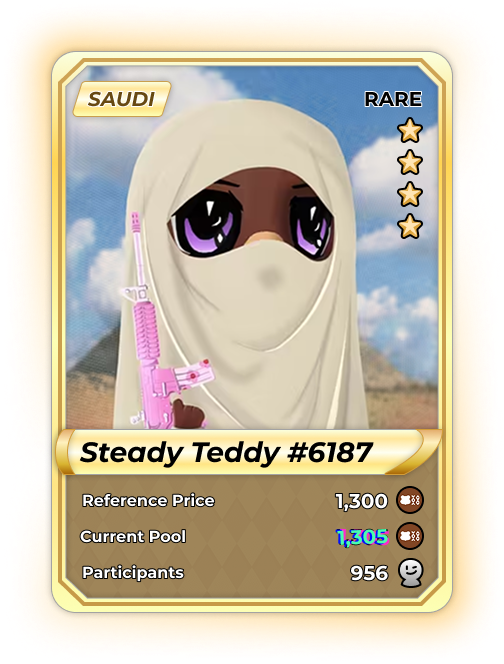 SAUDI
RARE
Steady Teddy #6187
Reference Price 1,300
Current Pool 1,305
Participants 956